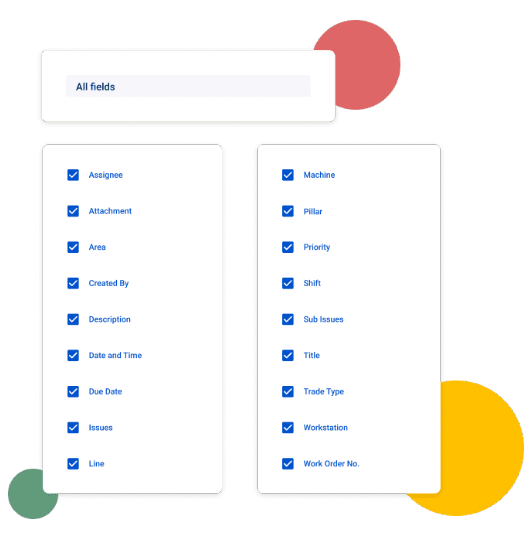 All fields
Assignee
Attachment
Area
Created By
Description
Date and Time
Due Date
Issues
Line
Machine
Pillar
Priority
Shift
Sub Issues
Title
Trade Type
Workstation
Work Order No.